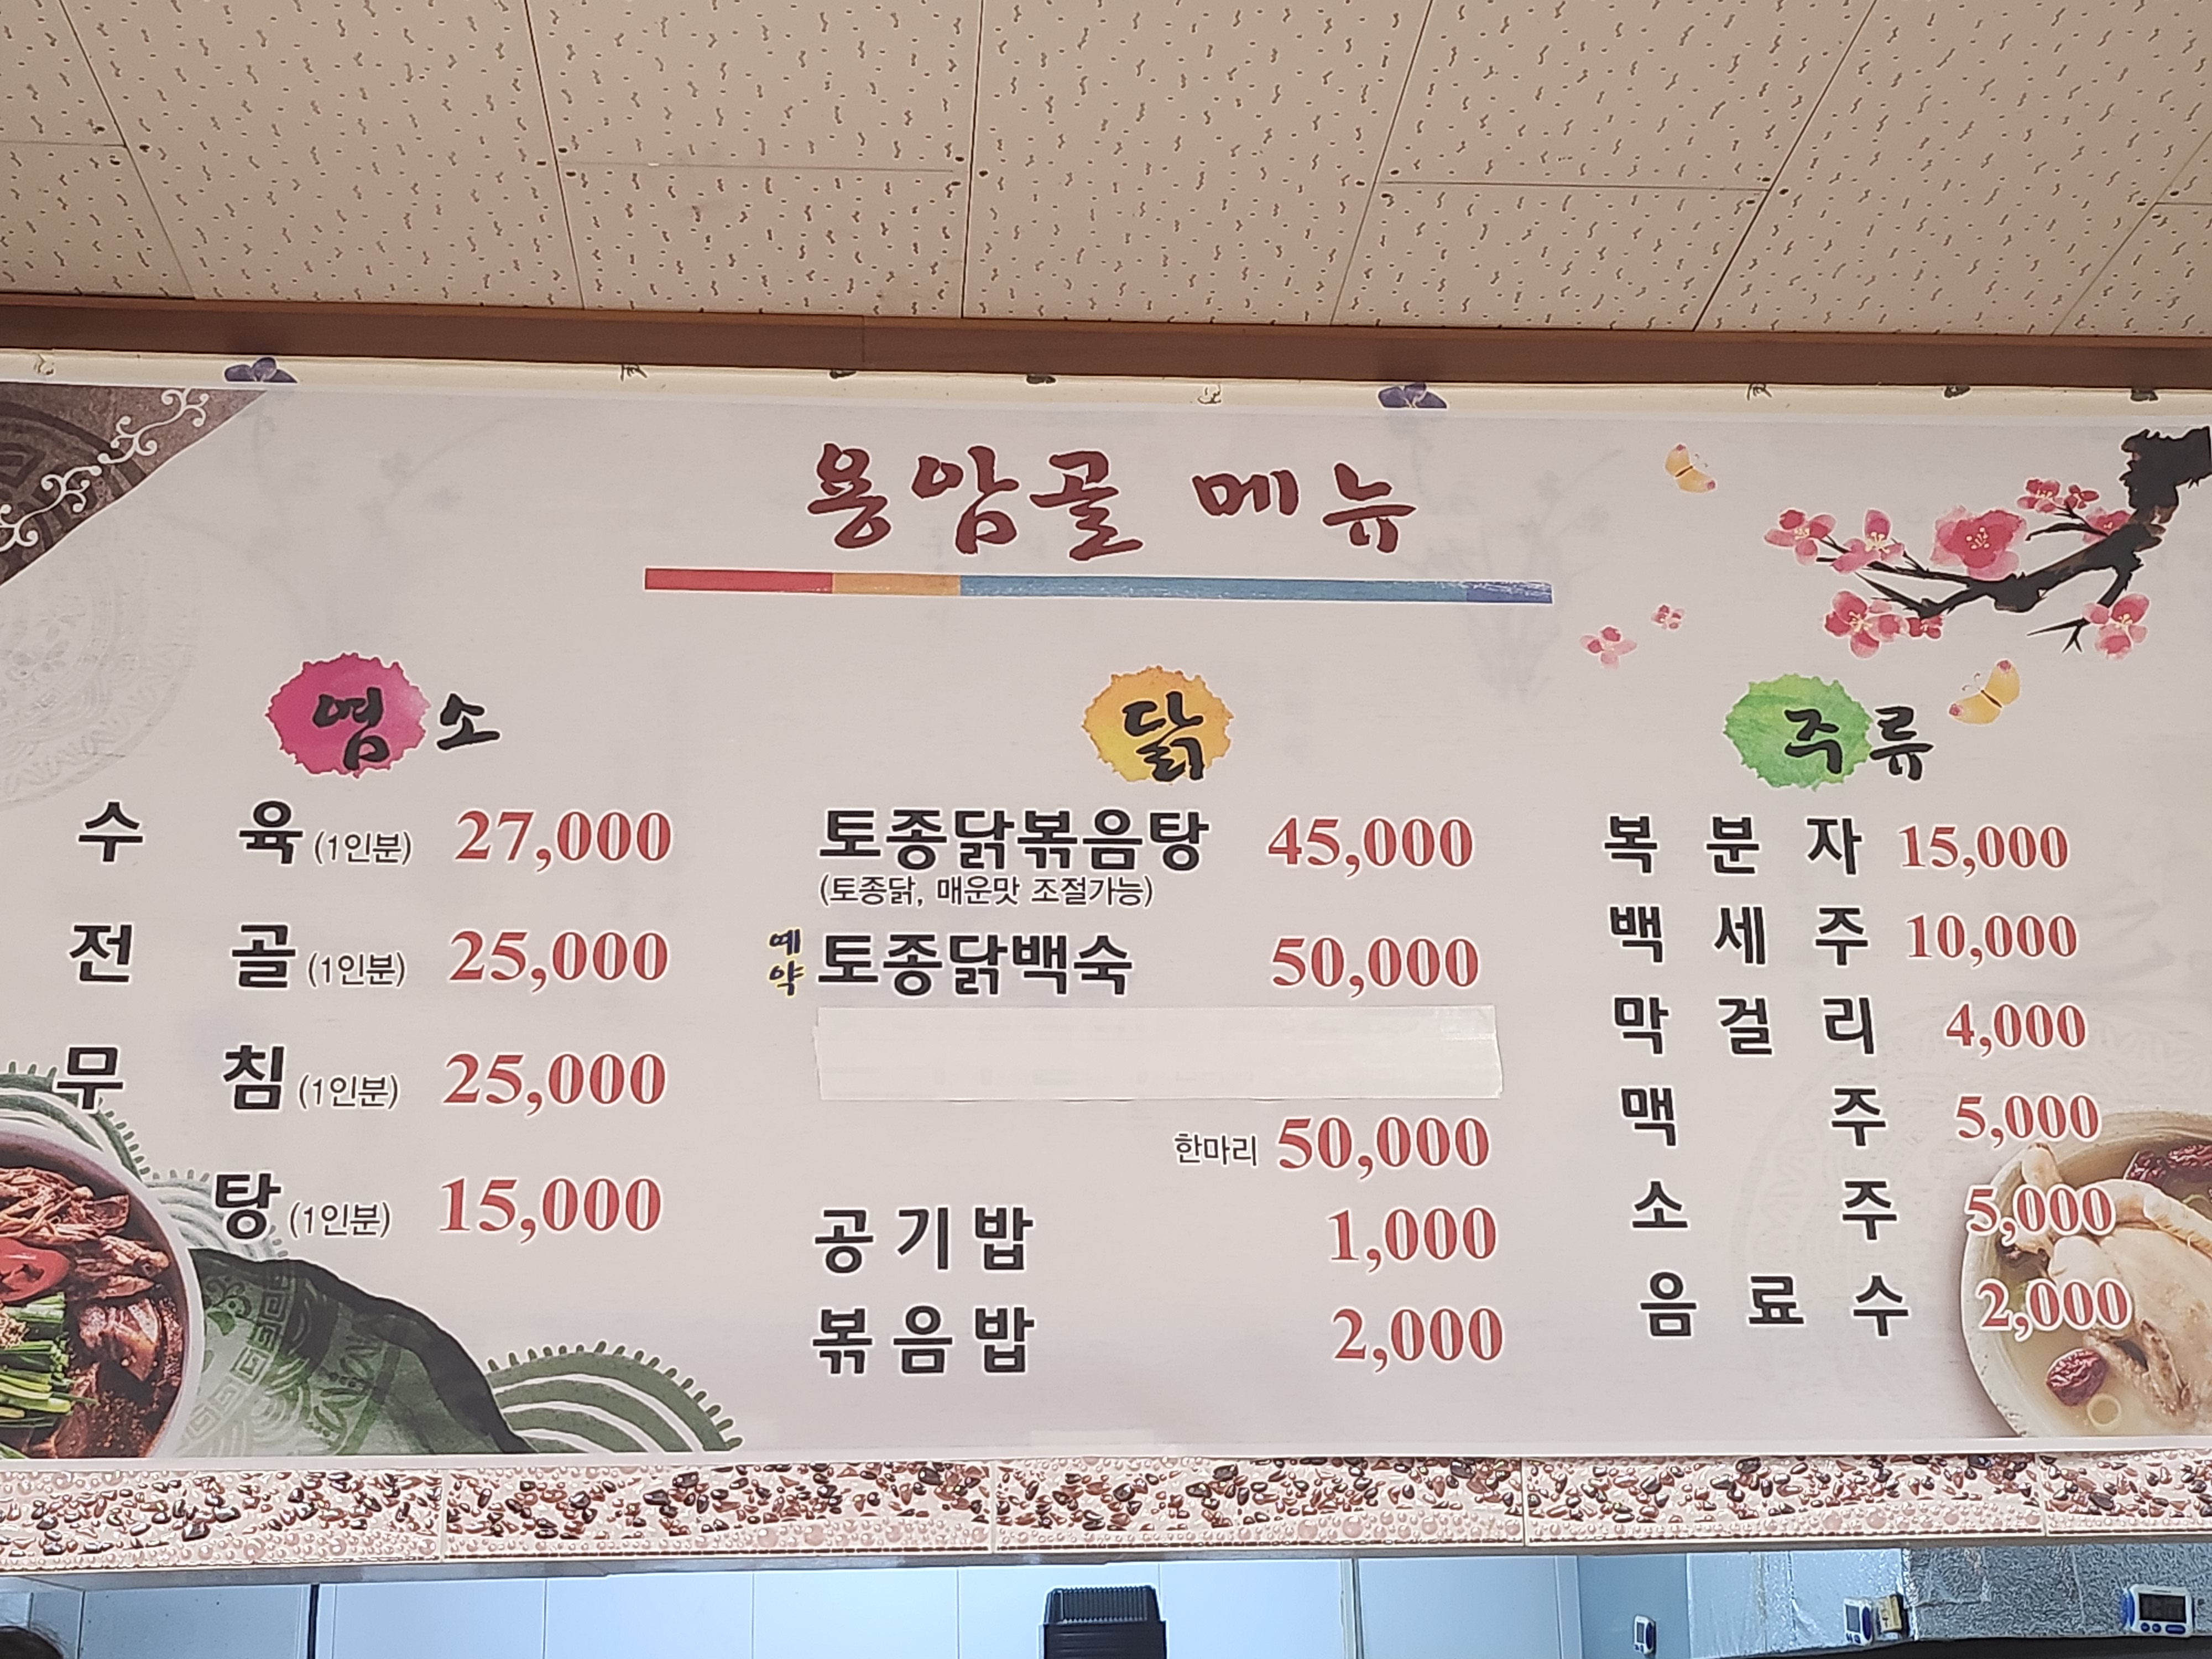 용암골 메뉴
염소
수육 (1인분) 27,000
전골 (1인분) 25,000
무침 (1인분) 25,000
탕 (1인분) 15,000
닭
토종닭볶음탕 45,000
(토종닭, 매운맛 조절가능)
예약 토종닭백숙 50,000
한마리 50,000
공기밥 1,000
볶음밥 2,000
주류
복분자 15,000
백세주 10,000
막걸리 4,000
맥주 5,000
소주 5,000
음료수 2,000